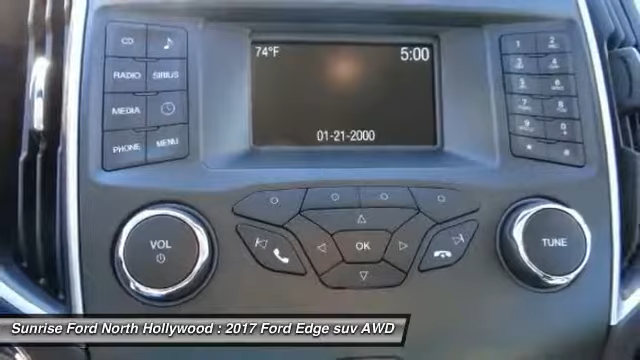 CD
RADIO SIRIUS
MEDIA
PHONE MENU
74°F 5:00
01-21-2000
1 2
3 4
5 6
7 8
9 0
* #
VOL
OK
TUNE
Sunrise Ford North Hollywood : 2017 Ford Edge suv AWD